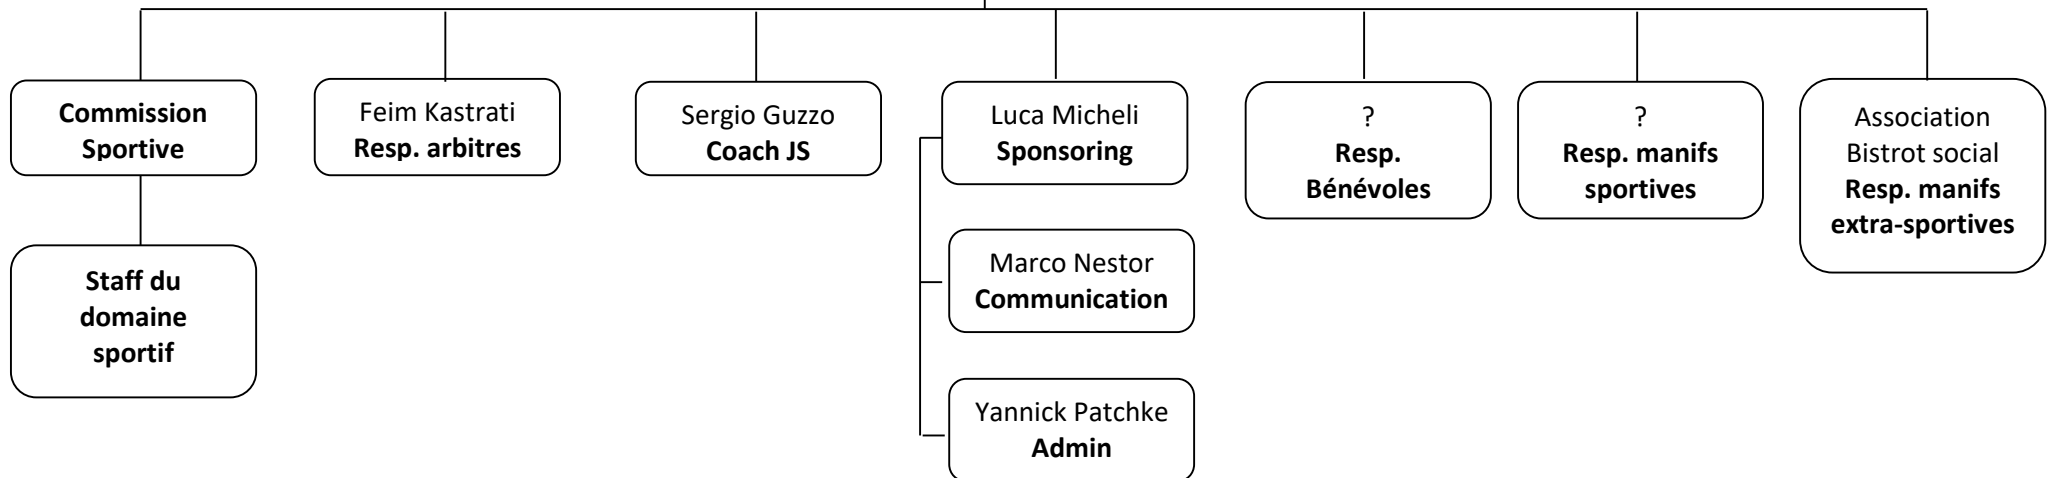 Commission
Sportive
Feim Kastrati
Resp. arbitres
Sergio Guzzo
Coach JS
Luca Micheli
Sponsoring
?
Resp.
Bénévoles
?
Resp. manifs
sportives
Association
Bistrot social
Resp. manifs
extra-sportives
Staff du
domaine
sportif
Marco Nestor
Communication
Yannick Patchke
Admin